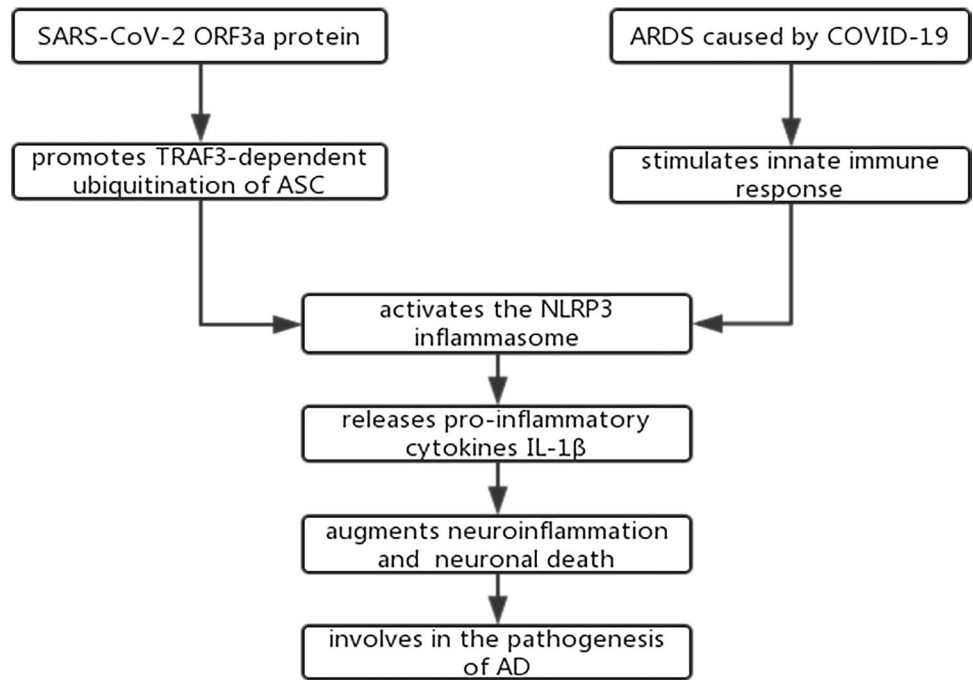 SARS-CoV-2 ORF3a protein
ARDS caused by COVID-19
promotes TRAF3-dependent
ubiquitination of ASC
stimulates innate immune
response
activates the NLRP3
inflammasome
releases pro-inflammatory
cytokines IL-1β
augments neuroinflammation
and neuronal death
involves in the pathogenesis
of AD